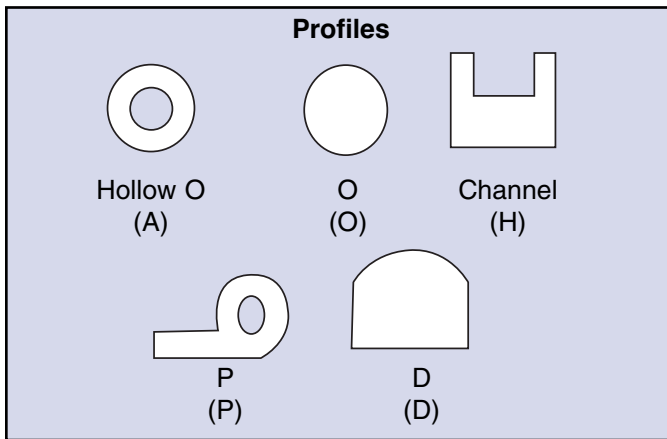 Profiles
Hollow O
(A)
O
(O)
Channel
(H)
P
(P)
D
(D)